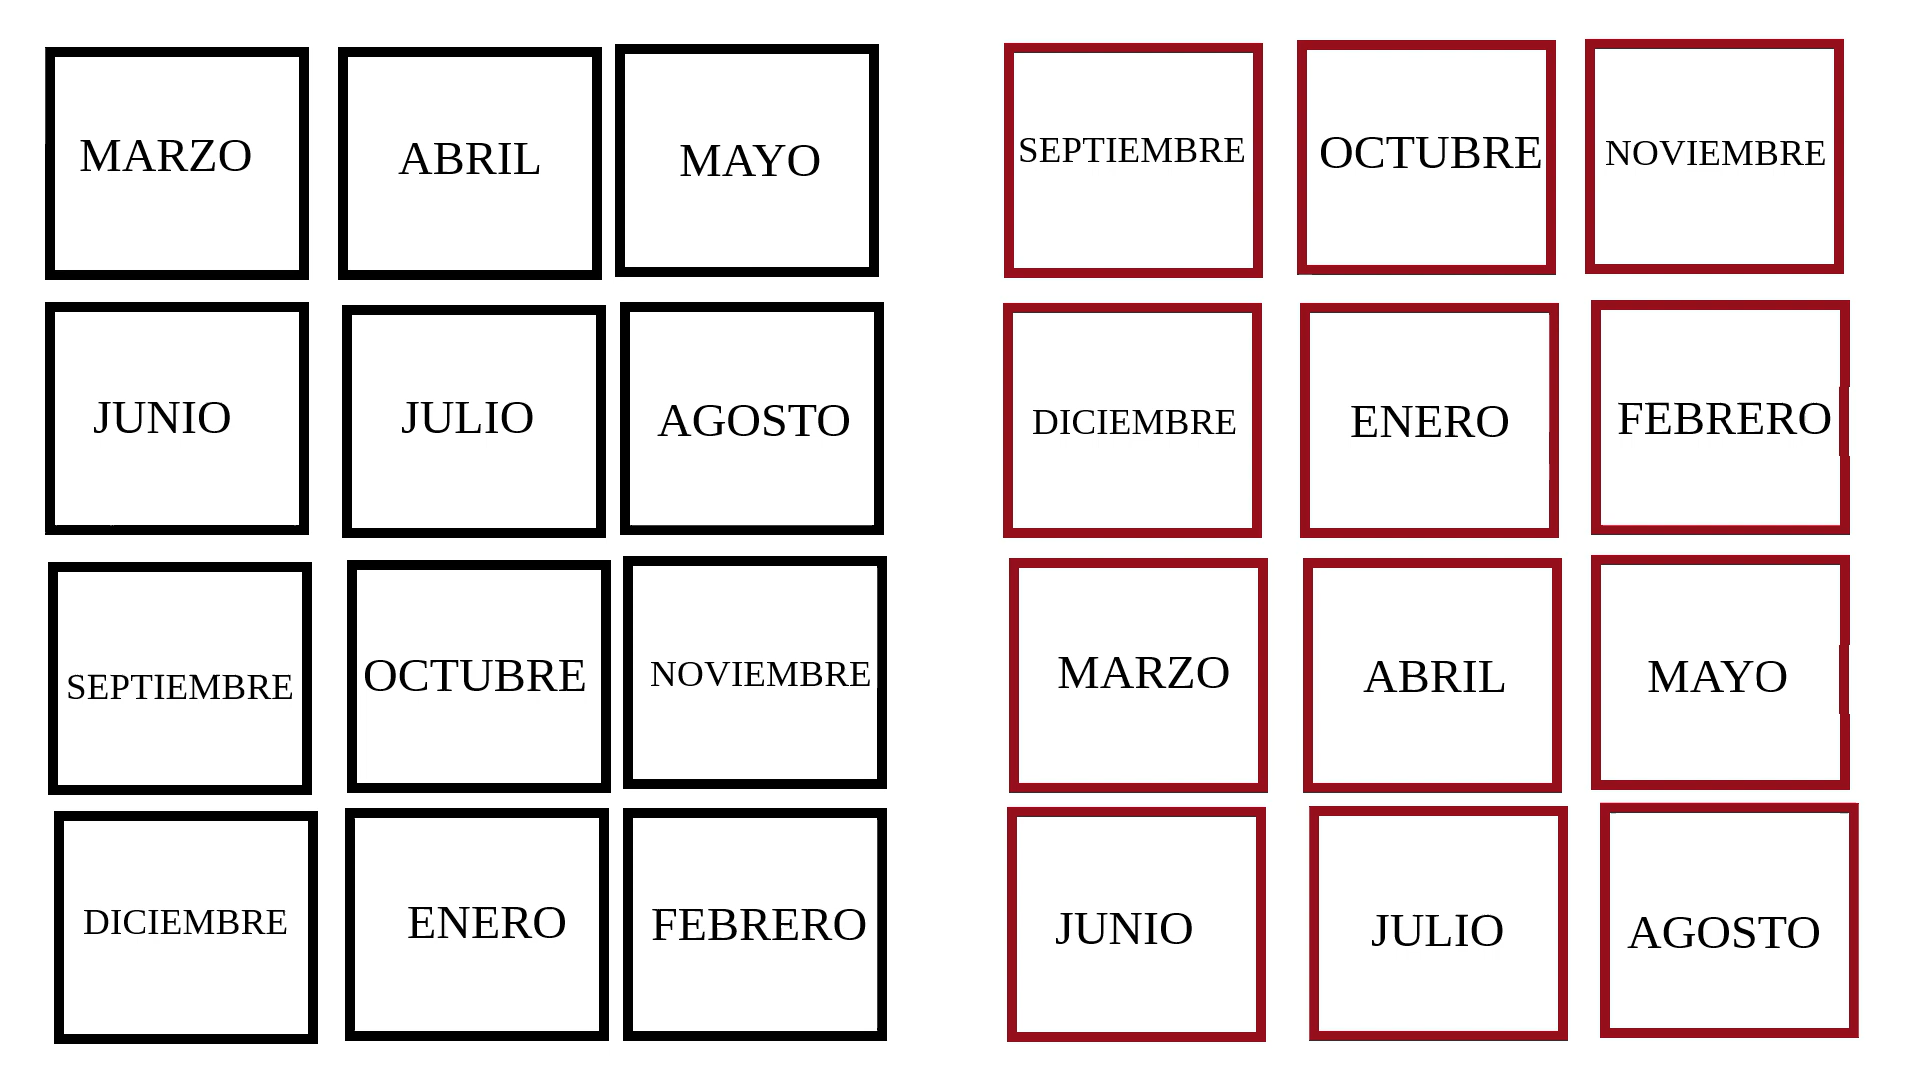 MARZO
ABRIL
MAYO
JUNIO
JULIO
AGOSTO
SEPTIEMBRE
OCTUBRE
NOVIEMBRE
DICIEMBRE
ENERO
FEBRERO
SEPTIEMBRE
OCTUBRE
NOVIEMBRE
DICIEMBRE
ENERO
FEBRERO
MARZO
ABRIL
MAYO
JUNIO
JULIO
AGOSTO